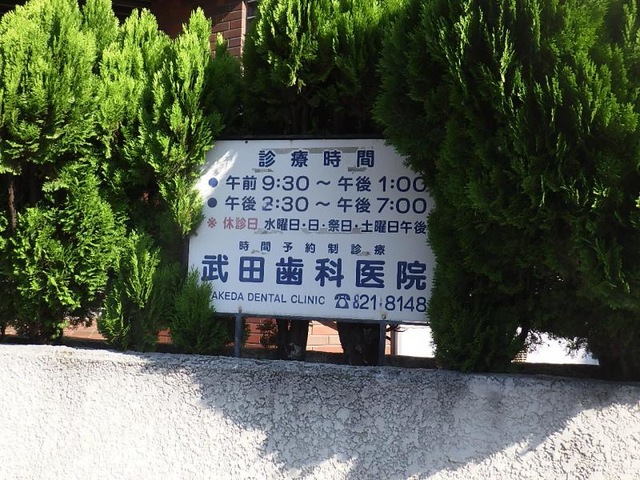 診療時間
● 午前 9:30 ～ 午後 1:00
● 午後 2:30 ～ 午後 7:00
※ 休診日 水曜日・日・祭日・土曜日午後
時間予約制診療
武田歯科医院
AKEDA DENTAL CLINIC ☎821-8148